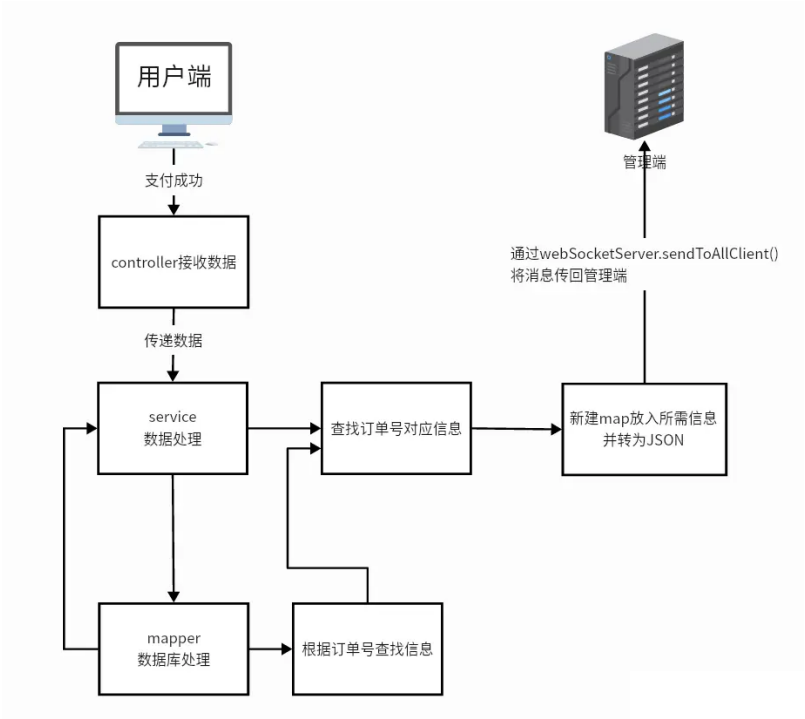 用户端
支付成功
controller接收数据
传递数据
service
数据处理
mapper
数据库处理
根据订单号查找信息
查找订单号对应信息
新建map放入所需信息
并转为JSON
通过webSocketServer.sendToAllClient()
将消息传回管理端
管理端